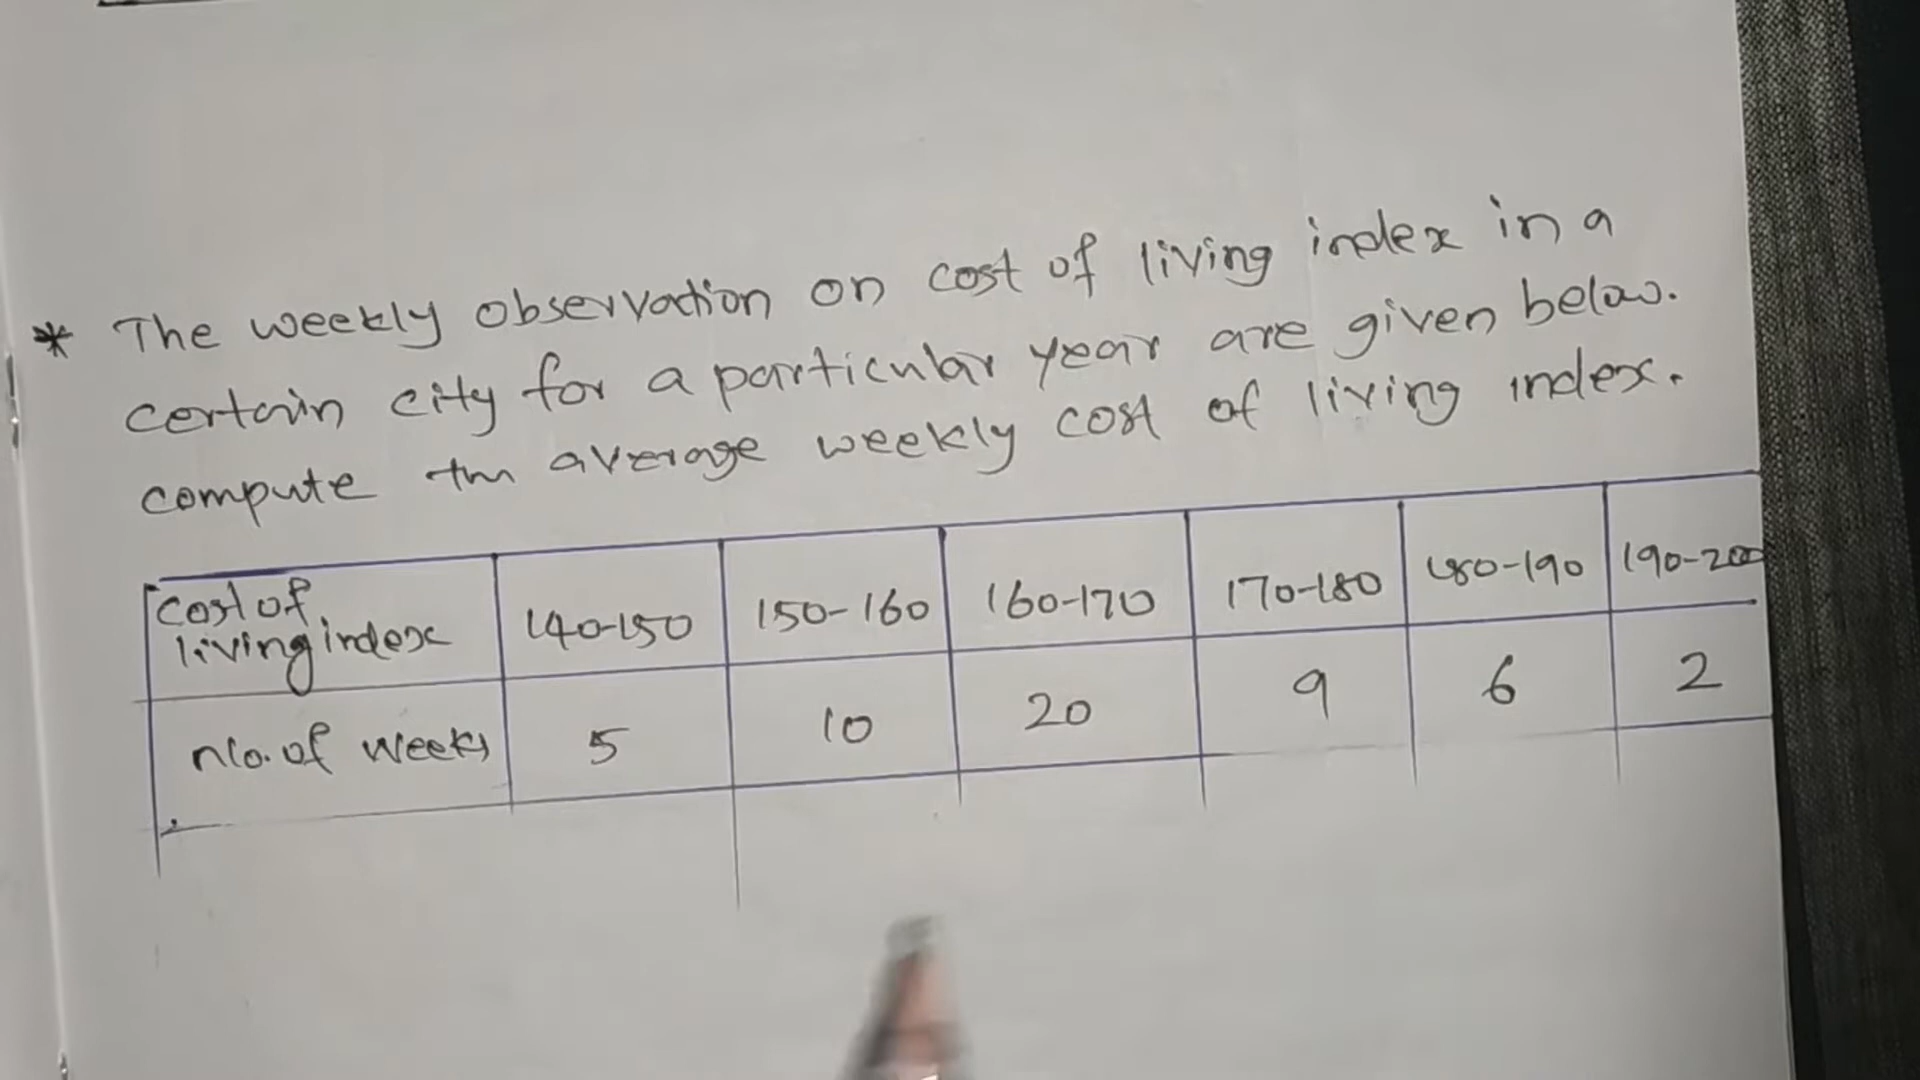 * The weekly observation on cost of living index in a
certain city for a particular year are given below.
compute the average weekly cost of living index.
cost of living index 140-150 150-160 160-170 170-180 180-190 190-200
No. of weeks 5 10 20 9 6 2